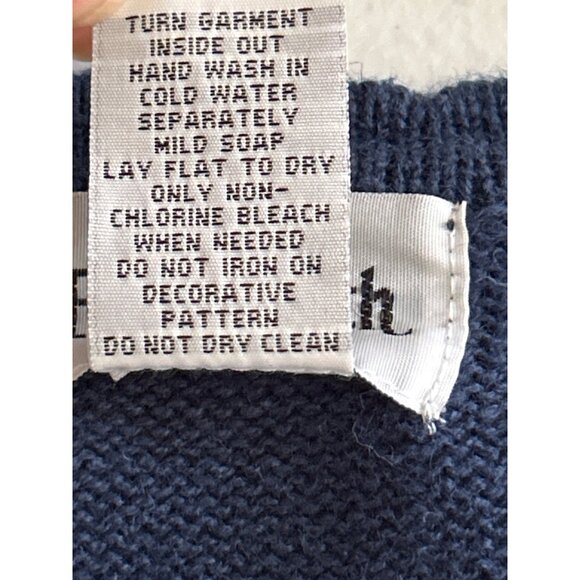 TURN GARMENT
INSIDE OUT
HAND WASH IN
COLD WATER
SEPARATELY
MILD SOAP
LAY FLAT TO DRY
ONLY NON-
CHLORINE BLEACH
WHEN NEEDED
DO NOT IRON ON
DECORATIVE
PATTERN
DO NOT DRY CLEAN